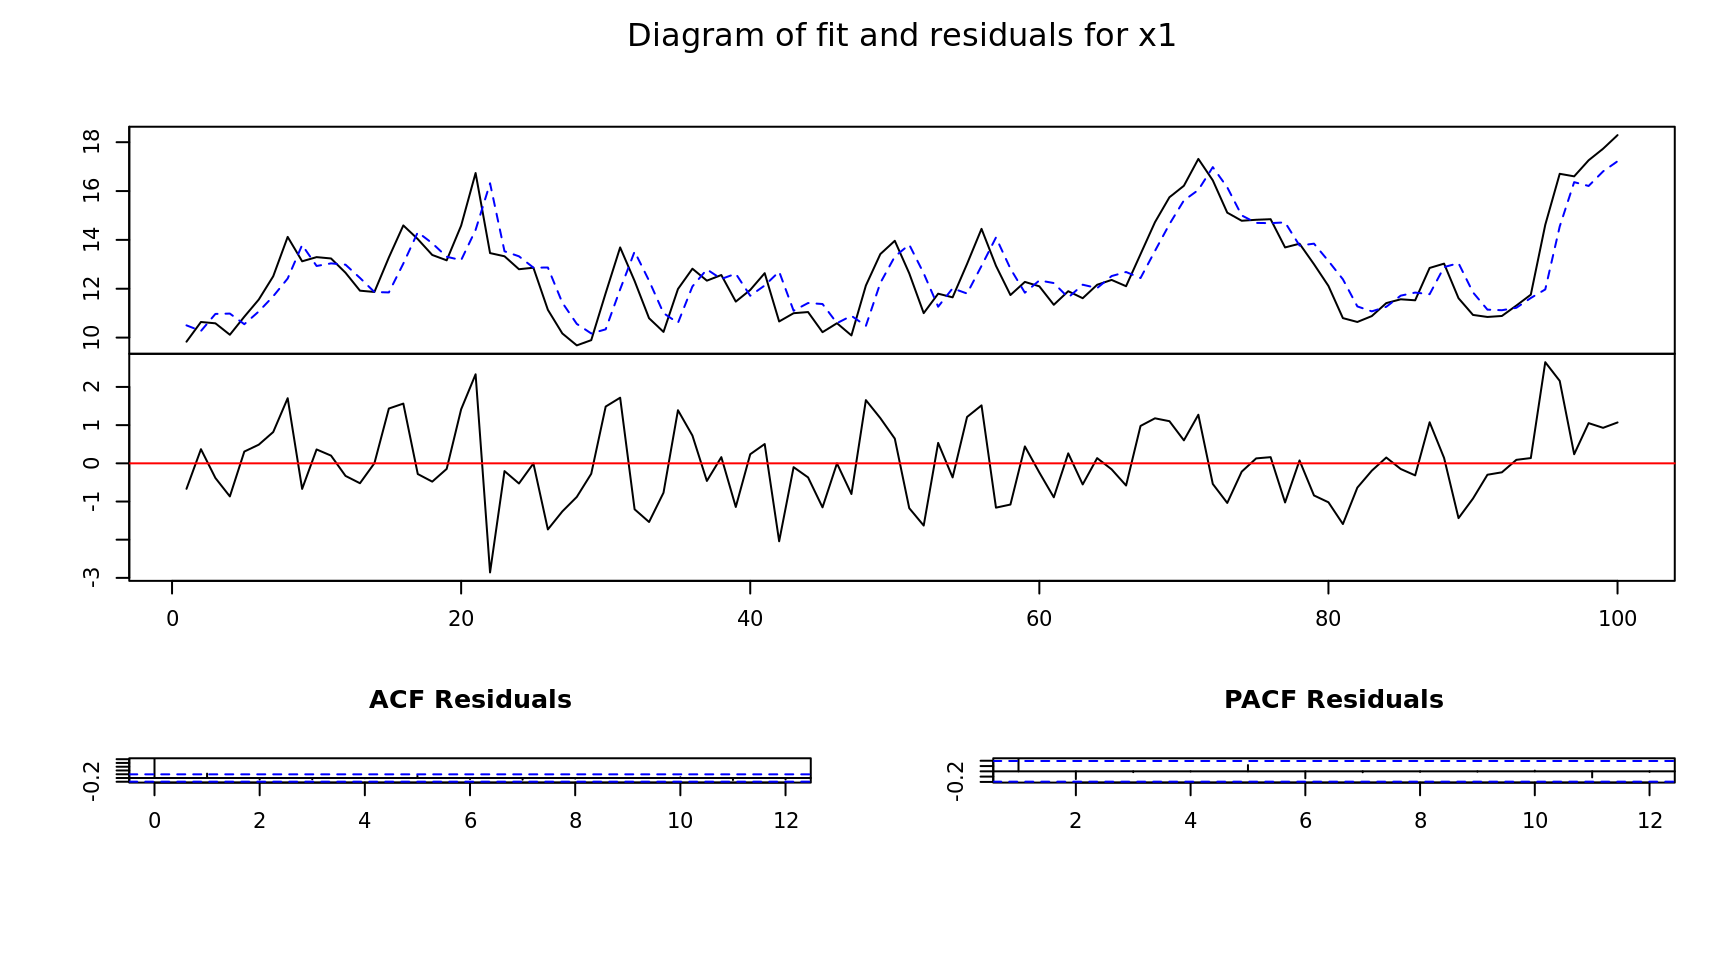 Diagram of fit and residuals for x1
18
16
14
12
10
2
1
0
-1
-3
0 20 40 60 80 100
ACF Residuals
PACF Residuals
-0.2
-0.2
0 2 4 6 8 10 12
2 4 6 8 10 12